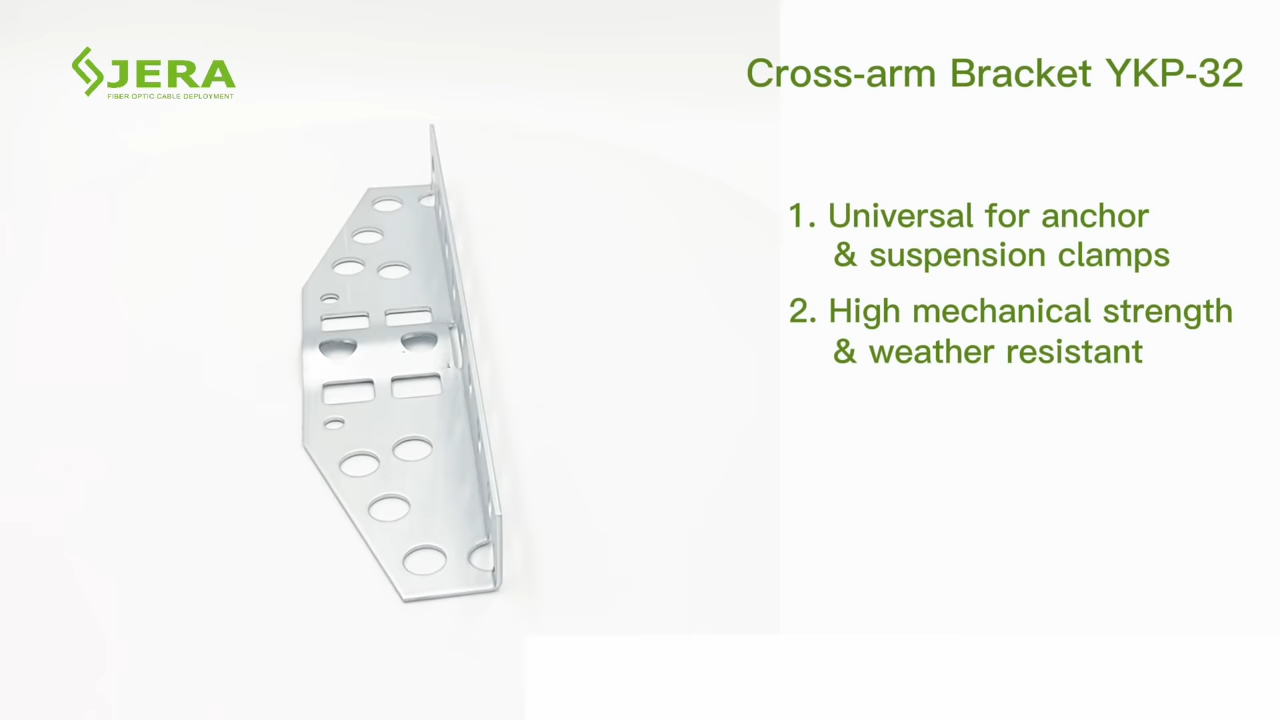 JERA
FIBER OPTIC CABLE DEPLOYMENT
Cross-arm Bracket YKP-32
1. Universal for anchor
& suspension clamps
2. High mechanical strength
& weather resistant